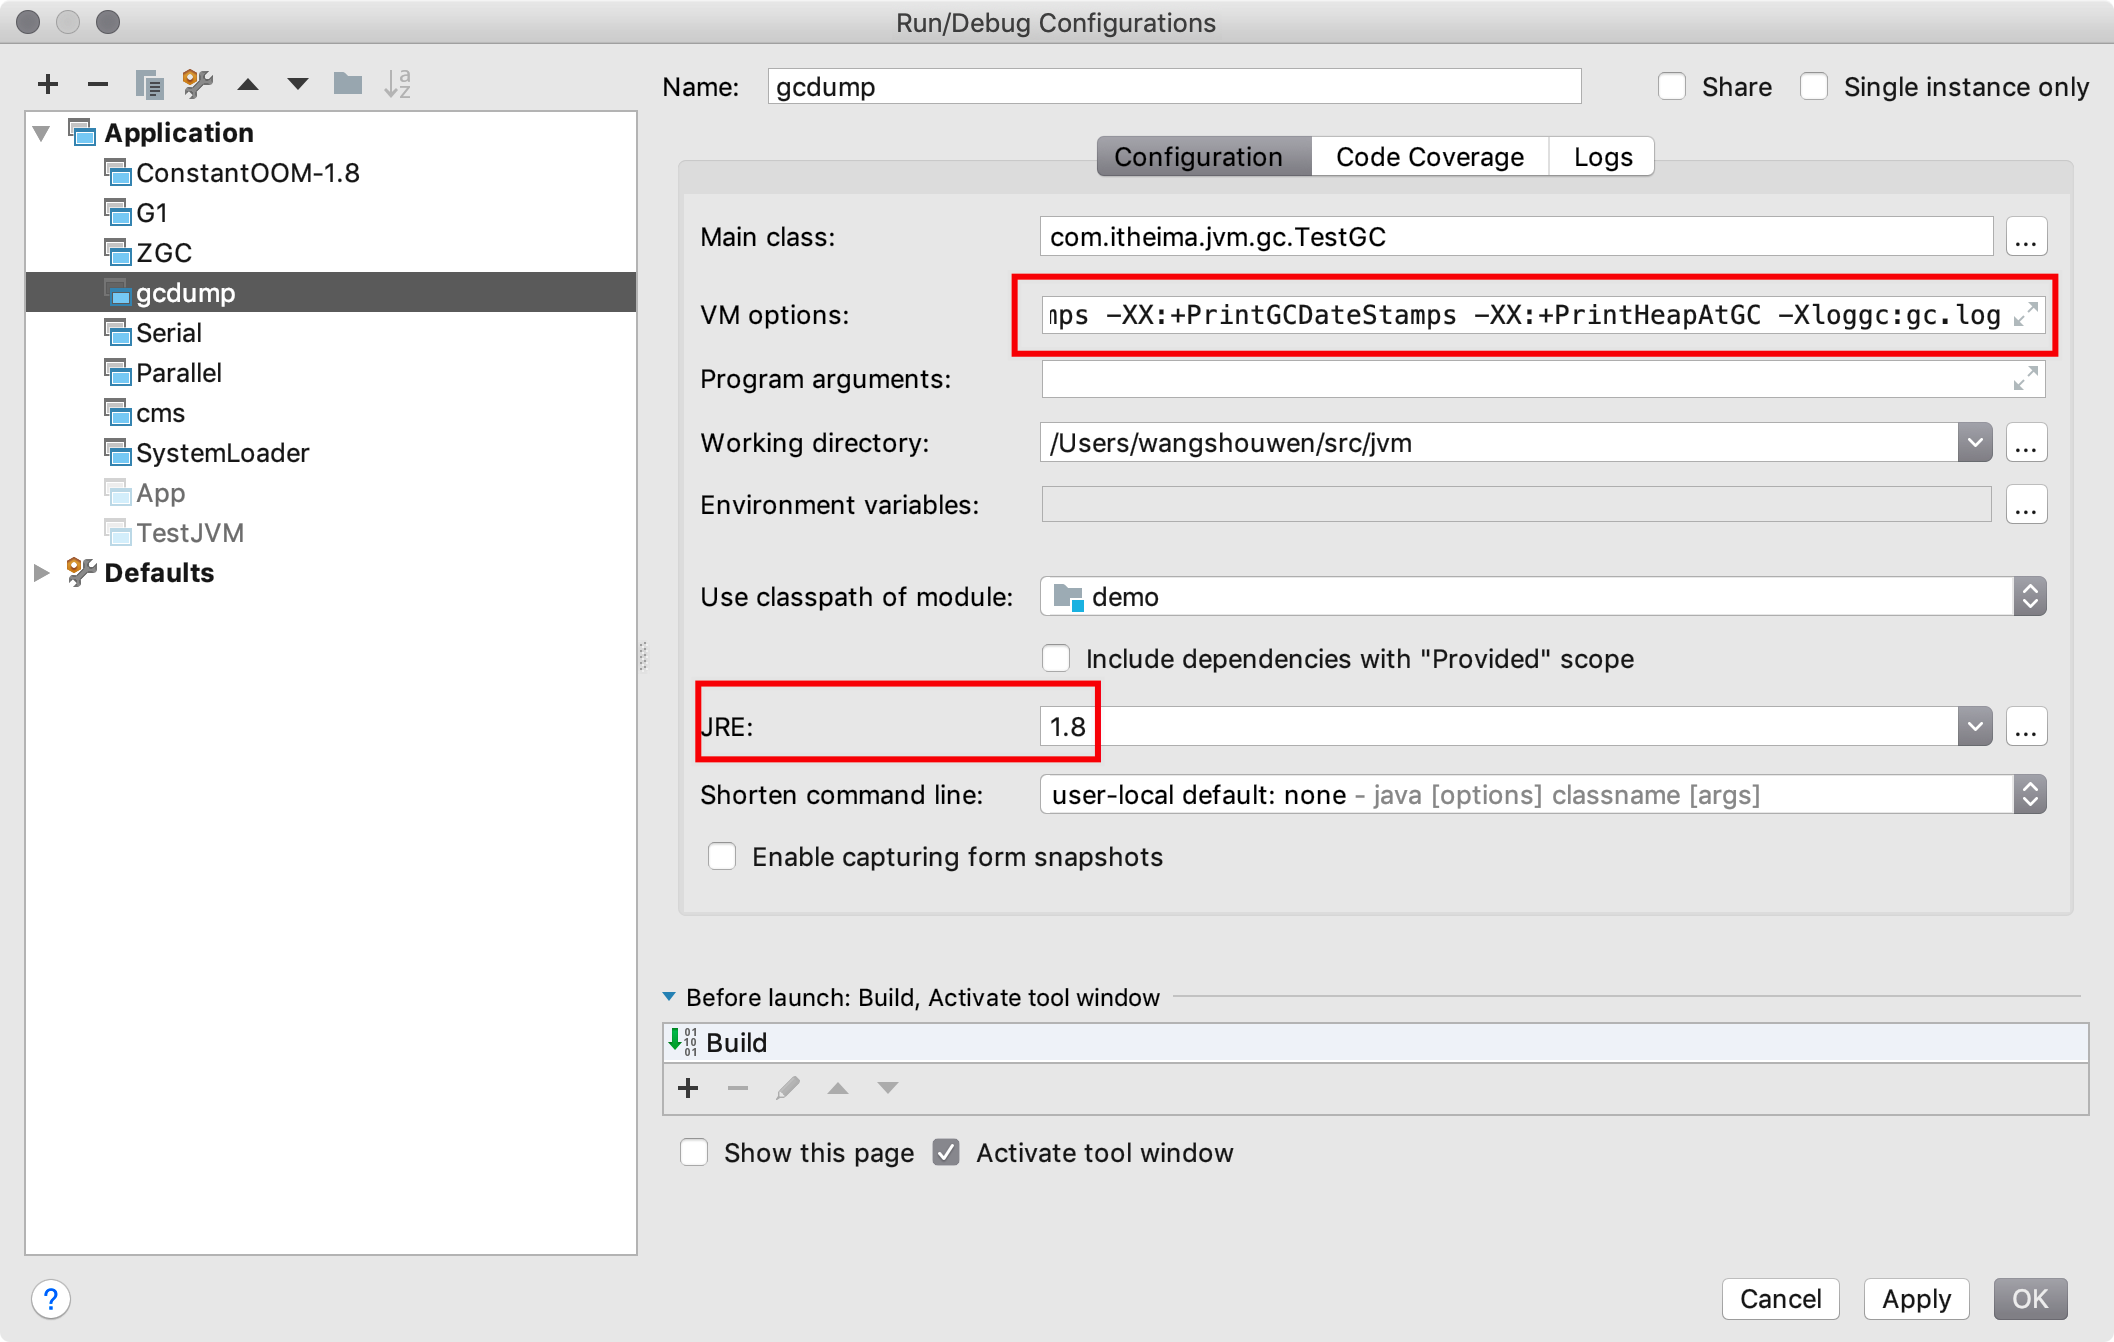 Run/Debug Configurations
Name: gcdump Share Single instance only
Application
ConstantOOM-1.8
G1
ZGC
gcdump
Serial
Parallel
cms
SystemLoader
App
TestJVM
Defaults
Configuration Code Coverage Logs
Main class: com.itheima.jvm.gc.TestGC ...
VM options: mps -XX:+PrintGCDateStamps -XX:+PrintHeapAtGC -Xloggc:gc.log
Program arguments:
Working directory: /Users/wangshouwen/src/jvm ...
Environment variables: ...
Use classpath of module: demo
Include dependencies with "Provided" scope
JRE: 1.8 ...
Shorten command line: user-local default: none - java [options] classname [args]
Enable capturing form snapshots
Before launch: Build, Activate tool window
Build
Show this page Activate tool window
? Cancel Apply OK